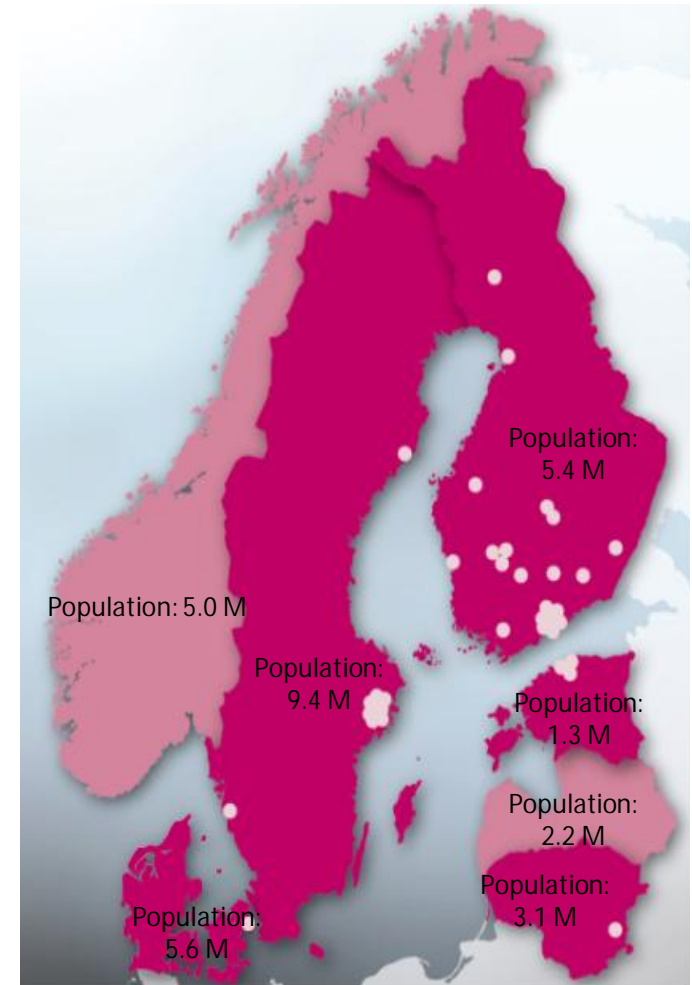 Population:
5.4 M
Population: 5.0 M
Population:
9.4 M
Population:
1.3 M
Population:
2.2 M
Population:
3.1 M
Population:
5.6 M